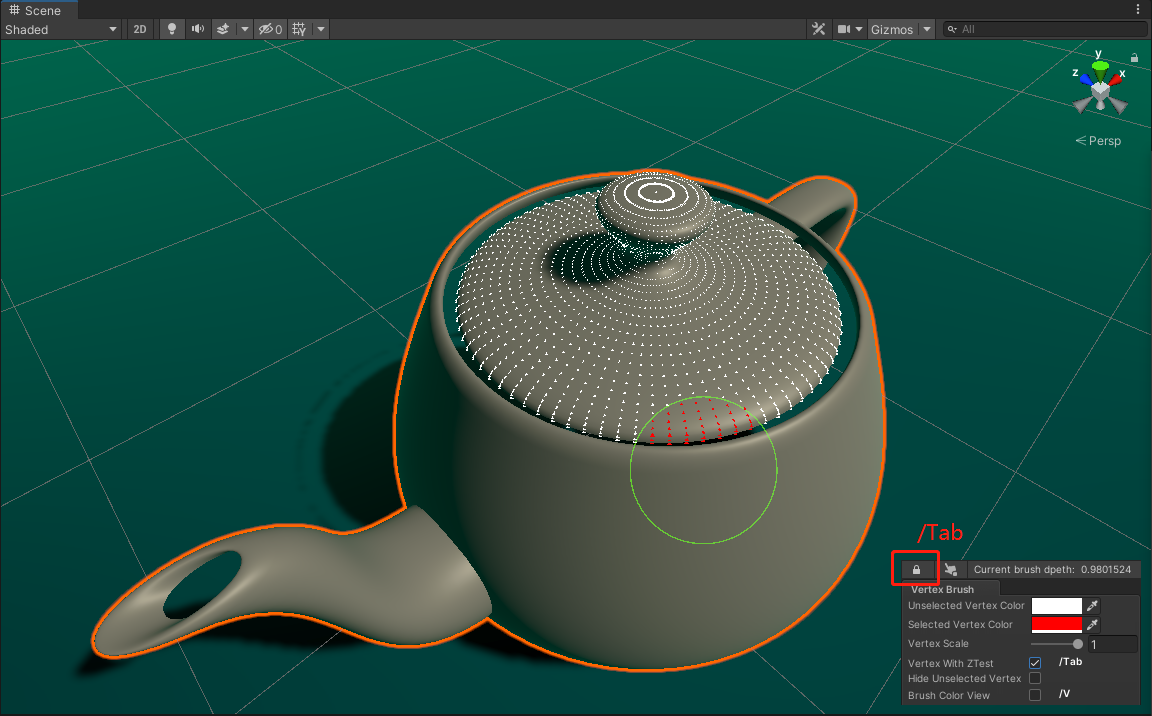 Scene
Shaded
2D
0
Gizmos
All
y
z
x
Persp
/Tab
Current brush dpeth: 0.9801524
Vertex Brush
Unselected Vertex Color
Selected Vertex Color
Vertex Scale 1
Vertex With ZTest /Tab
Hide Unselected Vertex
Brush Color View /V